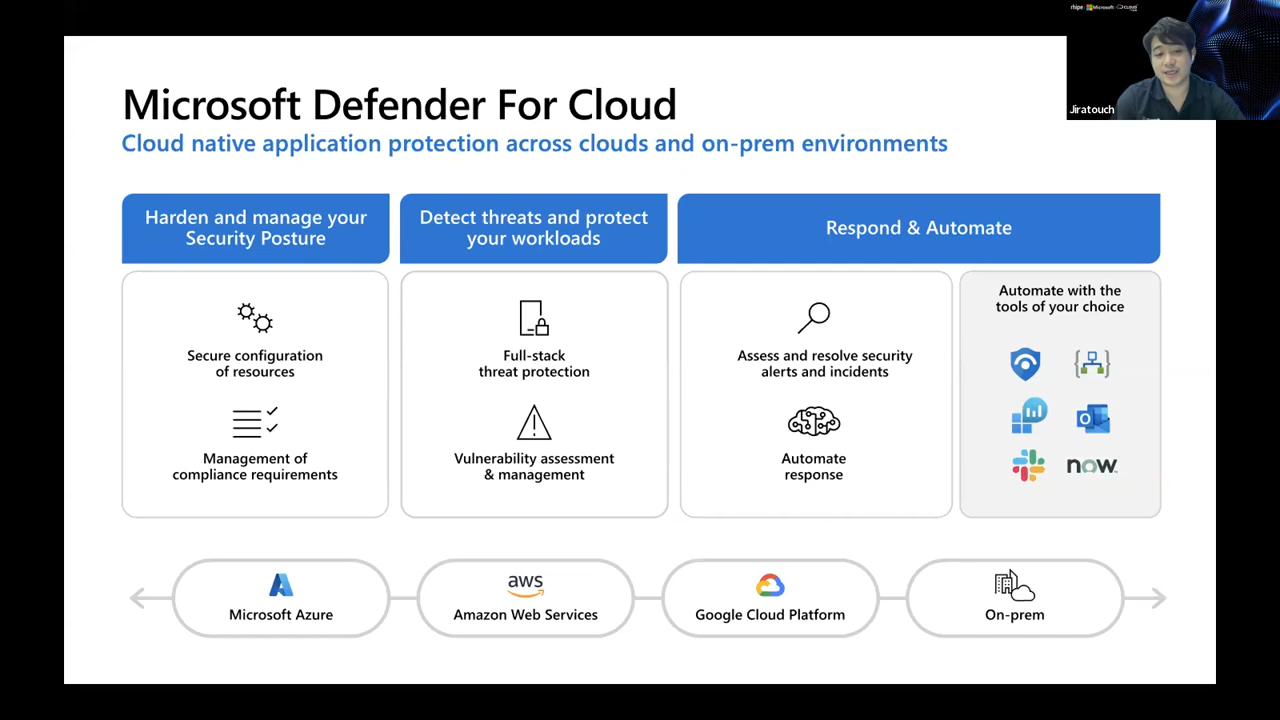 rhipe Microsoft CLOUD
Jiratouch
Microsoft Defender For Cloud
Cloud native application protection across clouds and on-prem environments
Harden and manage your
Security Posture
Detect threats and protect
your workloads
Respond & Automate
Secure configuration
of resources
Management of
compliance requirements
Full-stack
threat protection
Vulnerability assessment
& management
Assess and resolve security
alerts and incidents
Automate
response
Automate with the
tools of your choice
now.
aws
Microsoft Azure
Amazon Web Services
Google Cloud Platform
On-prem